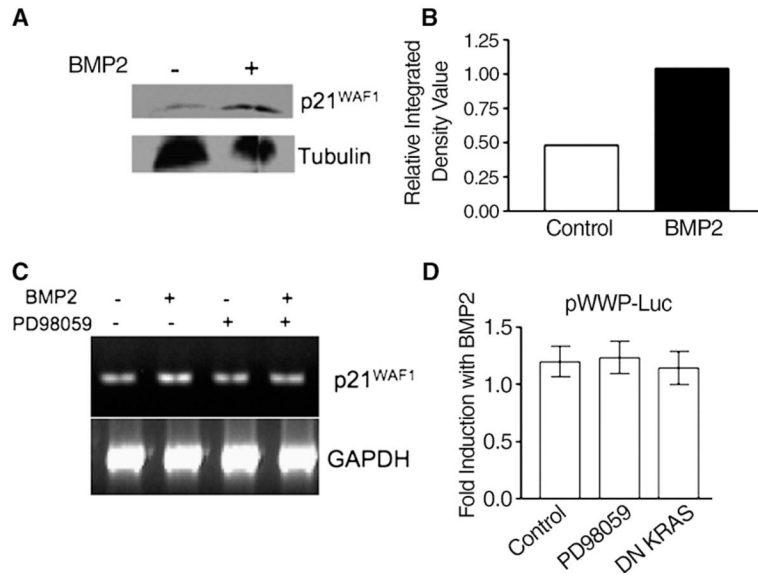 A
BMP2 - +
p21WAF1
Tubulin
B
Relative Integrated
Density Value
1.25
1.00
0.75
0.50
0.25
0.00
Control BMP2
C
BMP2 - + - +
PD98059 - - + +
p21WAF1
GAPDH
D
pWWP-Luc
Fold Induction with BMP2
1.5
1.0
0.5
0.0
Control
PD98059
DN KRAS